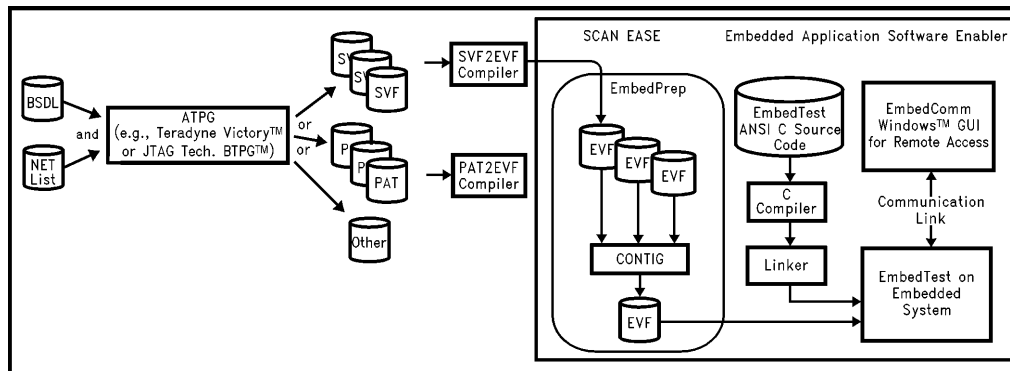 BSDL
and
NET
List
ATPG
(e.g., Teradyne Victory™
or JTAG Tech. BTPG™)
or
or
SVF
PAT
Other
SVF2EVF
Compiler
PAT2EVF
Compiler
SCAN EASE
Embedded Application Software Enabler
EmbedPrep
EVF
EVF
EVF
CONTIG
EVF
EmbedTest
ANSI C Source
Code
C
Compiler
Linker
EmbedComm
Windows™ GUI
for Remote Access
Communication
Link
EmbedTest on
Embedded
System